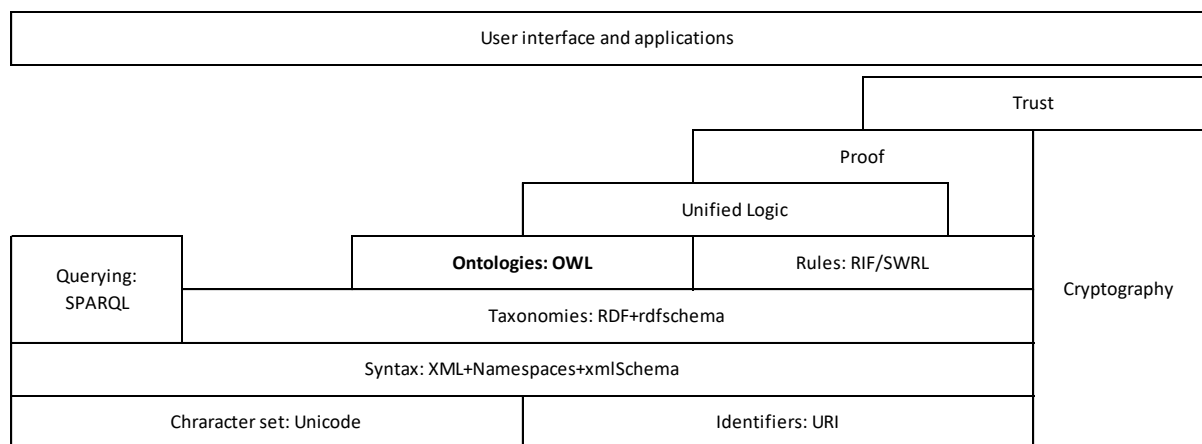 User interface and applications
Trust
Proof
Unified Logic
Querying:
SPARQL
Ontologies: OWL
Rules: RIF/SWRL
Cryptography
Taxonomies: RDF+rdfschema
Syntax: XML+Namespaces+xmlSchema
Chraracter set: Unicode
Identifiers: URI